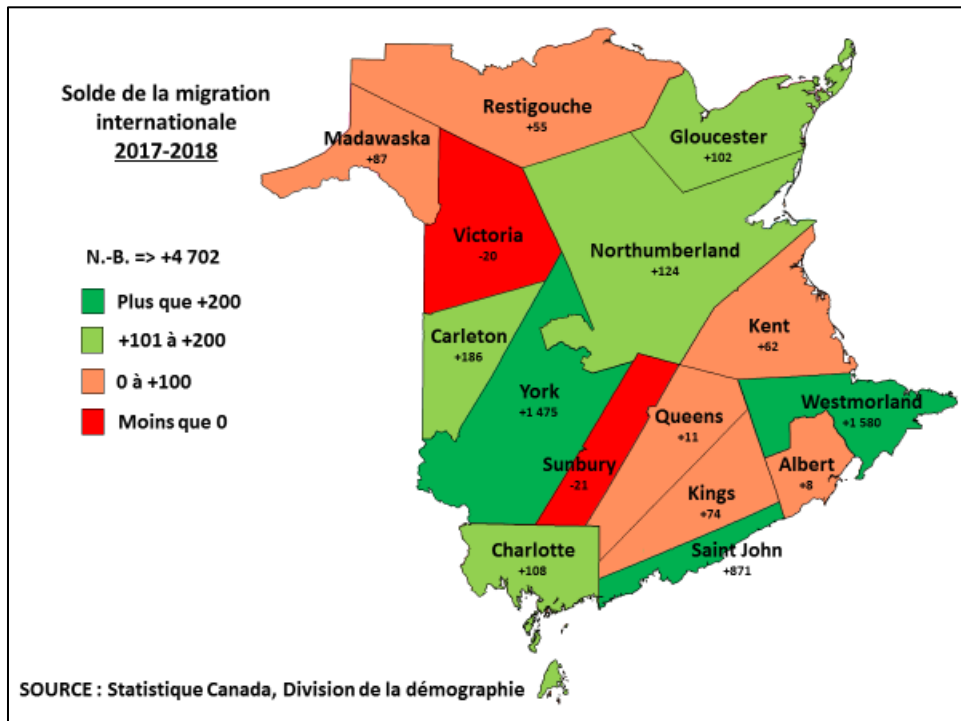 Solde de la migration
internationale
2017-2018
N.-B. => +4 702
Plus que +200
+101 à +200
0 à +100
Moins que 0
Restigouche
+55
Madawaska
+87
Gloucester
+102
Victoria
-20
Northumberland
+124
Carleton
+186
Kent
+62
York
+1 475
Westmorland
+1 580
Queens
+11
Sunbury
-21
Albert
+8
Kings
+74
Charlotte
+108
Saint John
+871
SOURCE : Statistique Canada, Division de la démographie